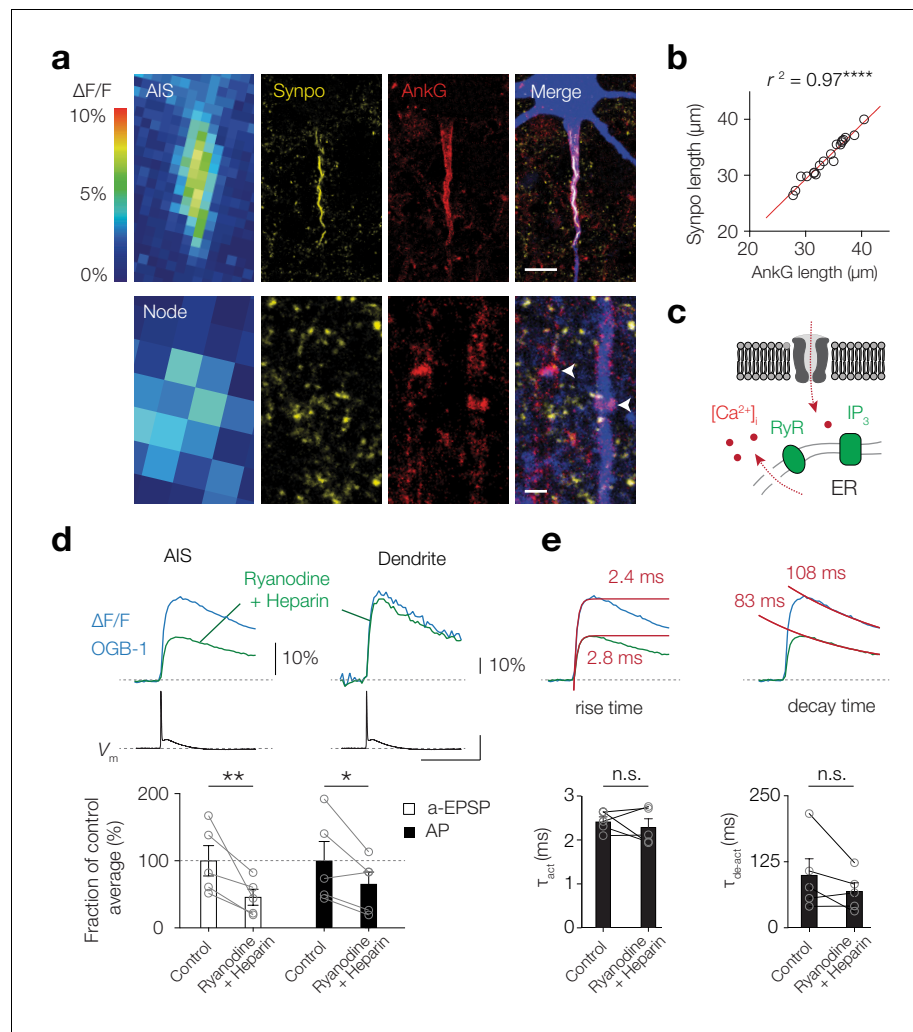 a
ΔF/F
10%
5%
0%
AIS
Synpo
AnkG
Merge
Node
b
r² = 0.97****
Synpo length (µm)
40
30
20
20
30
40
AnkG length (µm)
c
[Ca²⁺]ᵢ
RyR
IP₃
ER
d
AIS
Dendrite
Ryanodine
+ Heparin
ΔF/F
OGB-1
10%
10%
Vₘ
** 
*
a-EPSP
AP
Fraction of control
average (%)
200
100
0
Control
Ryanodine
+ Heparin
Control
Ryanodine
+ Heparin
e
2.4 ms
2.8 ms
rise time
108 ms
83 ms
decay time
n.s.
τact (ms)
3
2
1
0
Control
Ryanodine
+ Heparin
n.s.
τde-act (ms)
250
125
0
Control
Ryanodine
+ Heparin